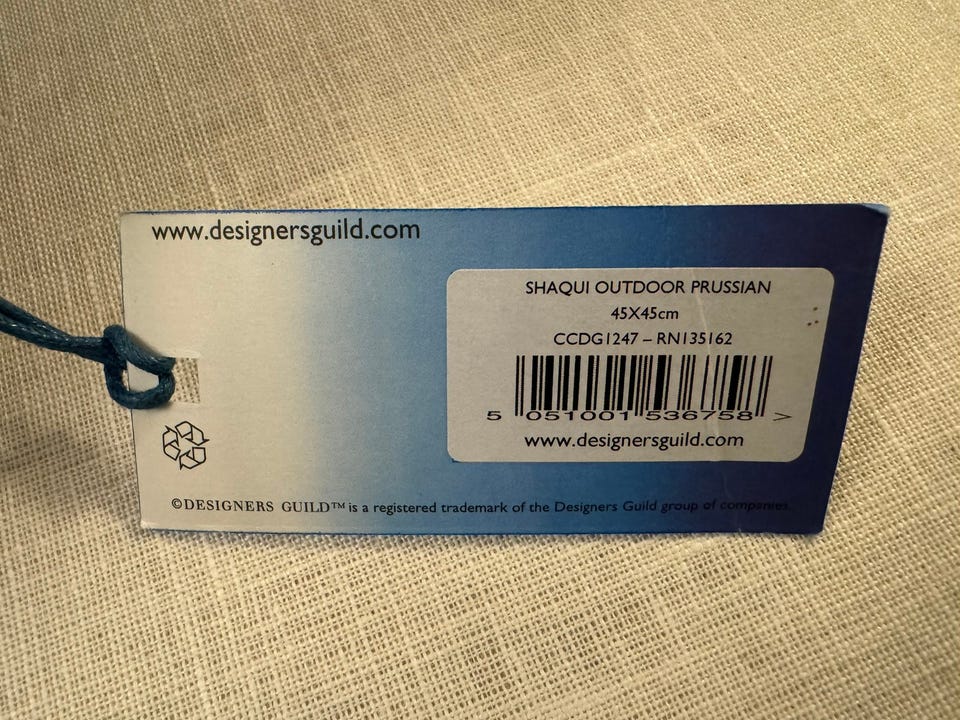 www.designersguild.com
SHAQUI OUTDOOR PRUSSIAN
45X45cm
CCDG1247 – RN135162
5 051001 536758 >
www.designersguild.com
©DESIGNERS GUILD™ is a registered trademark of the Designers Guild group of companies.